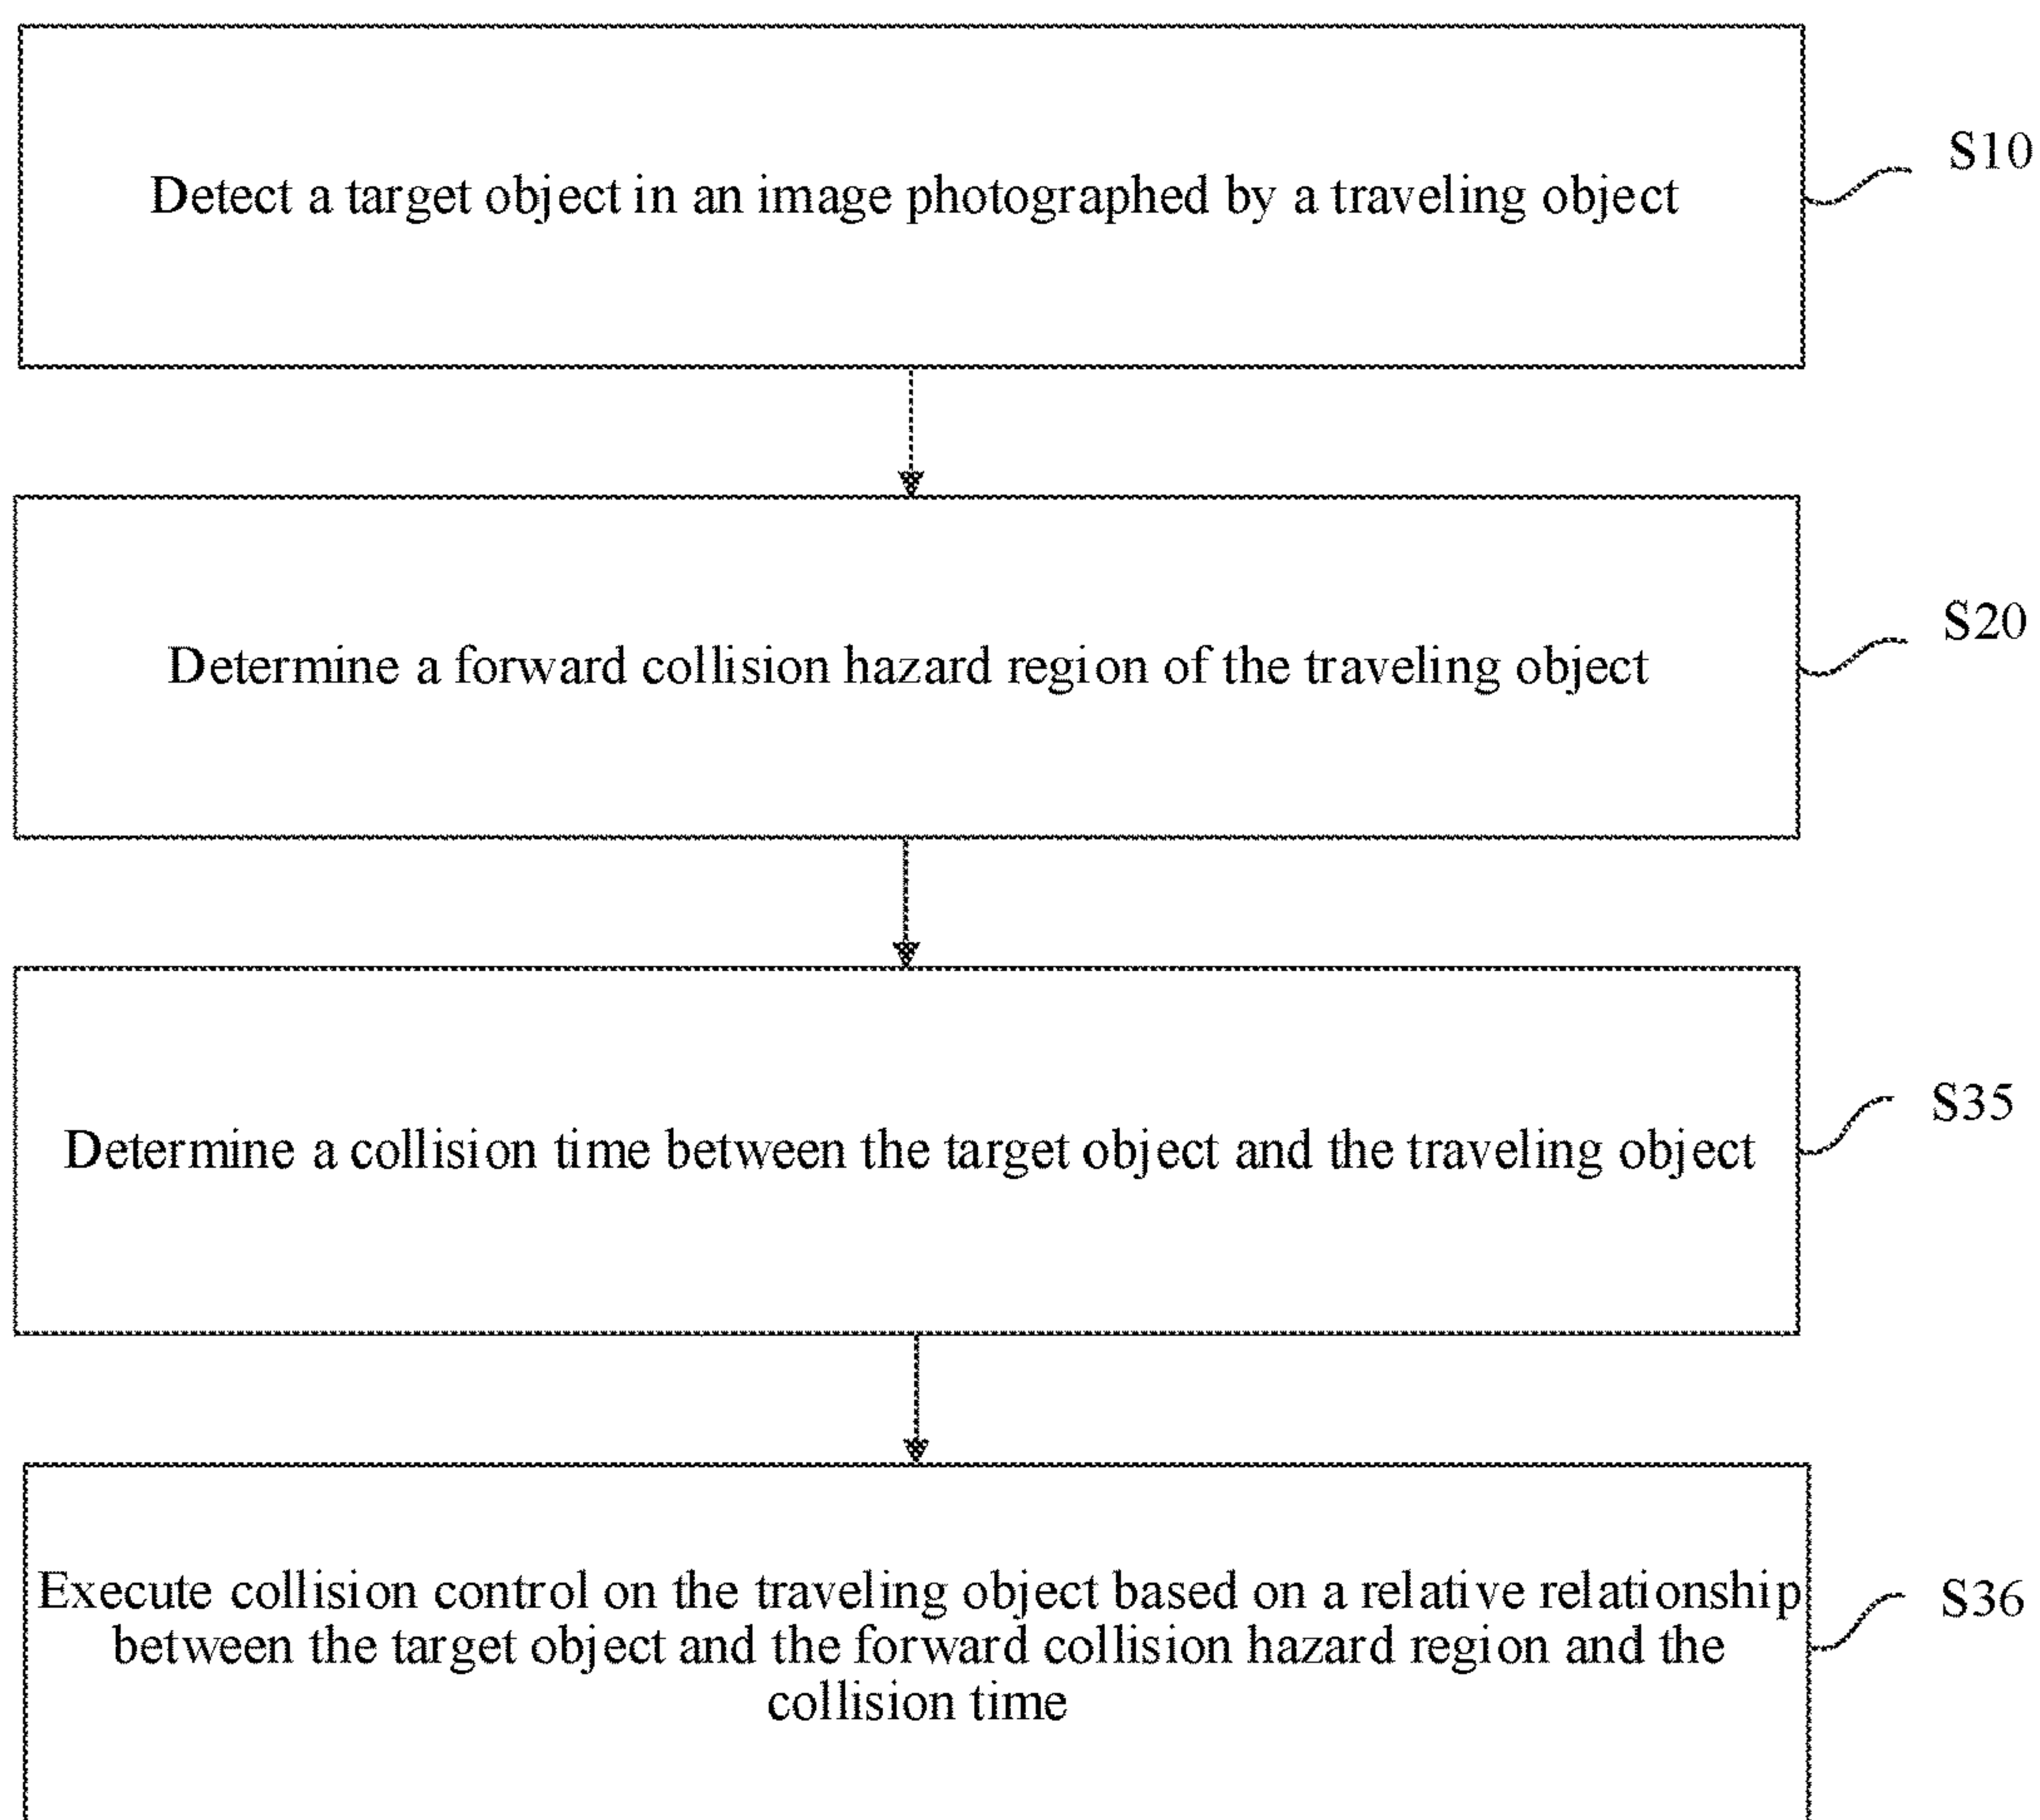 Detect a target object in an image photographed by a traveling object
S10
Determine a forward collision hazard region of the traveling object
S20
Determine a collision time between the target object and the traveling object
S35
Execute collision control on the traveling object based on a relative relationship
between the target object and the forward collision hazard region and the
collision time
S36